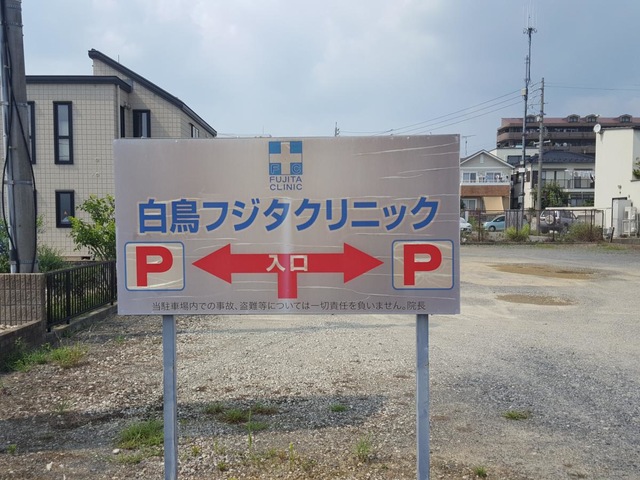 FUJITA
CLINIC
白鳥フジタクリニック
P 入口 P
当駐車場内での事故、盗難等については一切責任を負いません。院長